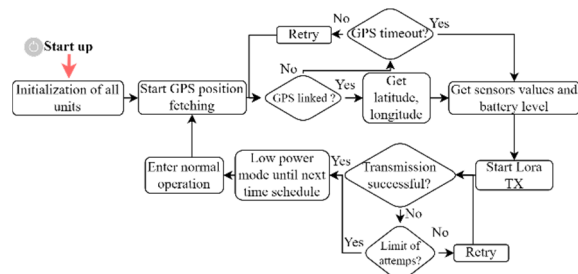 No
GPS timeout?
Yes
Retry
Start up
Initialization of all
units
Start GPS position
fetching
No
GPS linked ?
Yes
Get
latitude,
longitude
Get sensors values and
battery level
Enter normal
operation
Low power
mode until next
time schedule
Yes
Transmission
successful?
Start Lora
TX
No
Yes
Limit of
attemps?
No
Retry